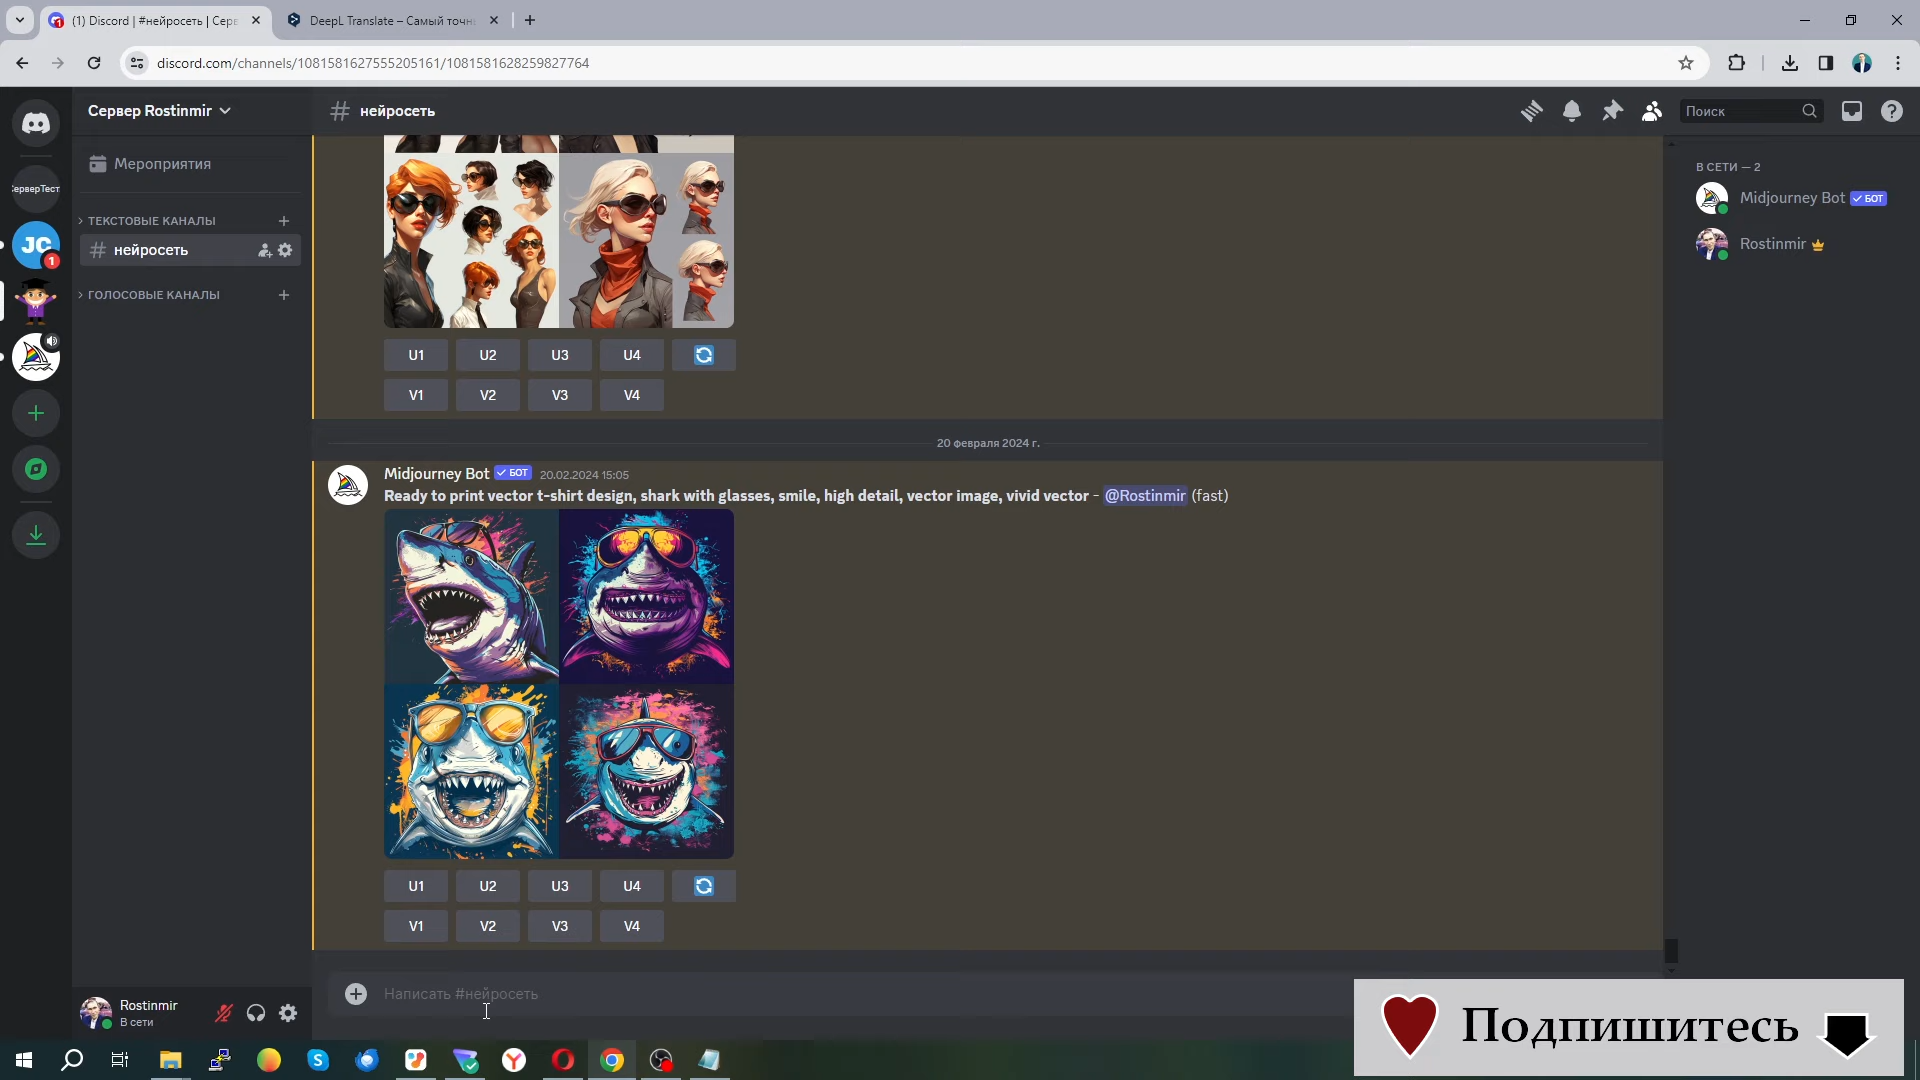 (1) Discord | #нейросеть | Серв
DeepL Translate – Самый точн
discord.com/channels/1081581627555205161/1081581628259827764
Сервер Rostinmir
нейросеть
Поиск
Мероприятия
В СЕТИ — 2
СерверТест
Midjourney Bot
БОТ
ТЕКСТОВЫЕ КАНАЛЫ
нейросеть
JC
1
Rostinmir
ГОЛОСОВЫЕ КАНАЛЫ
U1
U2
U3
U4
V1
V2
V3
V4
20 февраля 2024 г.
Midjourney Bot БОТ 20.02.2024 15:05
Ready to print vector t-shirt design, shark with glasses, smile, high detail, vector image, vivid vector - @Rostinmir (fast)
U1
U2
U3
U4
V1
V2
V3
V4
Написать #нейросеть
Rostinmir
В сети
Подпишитесь